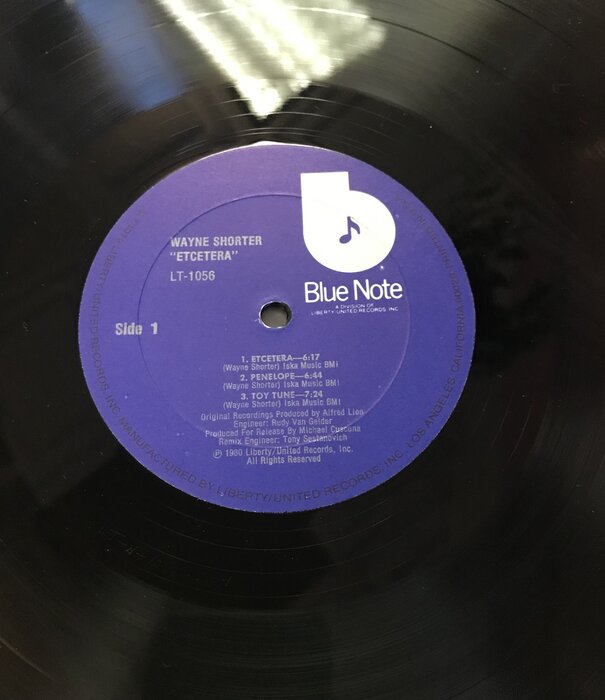 WAYNE SHORTER
"ETCETERA"
LT-1056
Blue Note
A DIVISION OF
LIBERTY/UNITED RECORDS, INC
Side 1
1. ETCETERA—6:17
(Wayne Shorter) Iska Music BMI
2. PENELOPE—6:44
(Wayne Shorter) Iska Music BMI
3. TOY TUNE—7:24
(Wayne Shorter) Iska Music BMI
Original Recordings Produced by Alfred Lion
Engineer: Rudy Van Gelder
Produced For Release By Michael Cuscuna
Remix Engineer: Tony Sestanovich
℗ 1980 Liberty/United Records, Inc.
All Rights Reserved
MANUFACTURED BY LIBERTY/UNITED RECORDS, INC., LOS ANGELES, CALIFORNIA